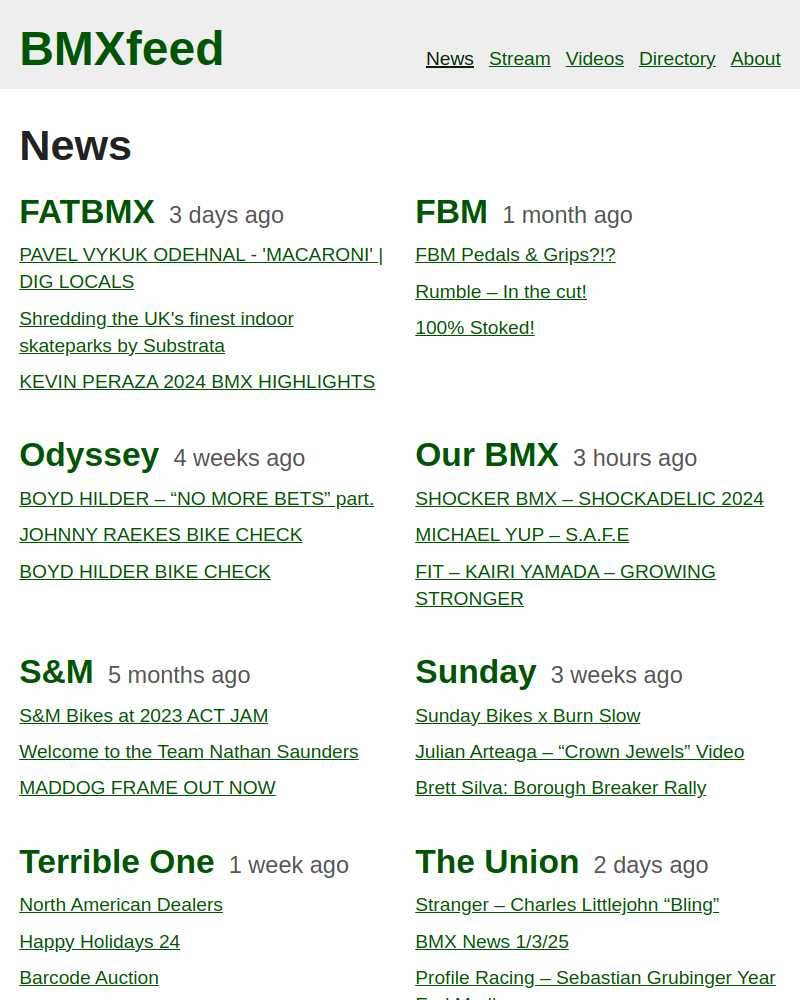 BMXfeed
News Stream Videos Directory About
News
FATBMX 3 days ago
PAVEL VYKUK ODEHNAL - 'MACARONI' |
DIG LOCALS
Shredding the UK's finest indoor
skateparks by Substrata
KEVIN PERAZA 2024 BMX HIGHLIGHTS
FBM 1 month ago
FBM Pedals & Grips?!?
Rumble – In the cut!
100% Stoked!
Odyssey 4 weeks ago
BOYD HILDER – “NO MORE BETS” part.
JOHNNY RAEKES BIKE CHECK
BOYD HILDER BIKE CHECK
Our BMX 3 hours ago
SHOCKER BMX – SHOCKADELIC 2024
MICHAEL YUP – S.A.F.E
FIT – KAIRI YAMADA – GROWING
STRONGER
S&M 5 months ago
S&M Bikes at 2023 ACT JAM
Welcome to the Team Nathan Saunders
MADDOG FRAME OUT NOW
Sunday 3 weeks ago
Sunday Bikes x Burn Slow
Julian Arteaga – “Crown Jewels” Video
Brett Silva: Borough Breaker Rally
Terrible One 1 week ago
North American Dealers
Happy Holidays 24
Barcode Auction
The Union 2 days ago
Stranger – Charles Littlejohn “Bling”
BMX News 1/3/25
Profile Racing – Sebastian Grubinger Year